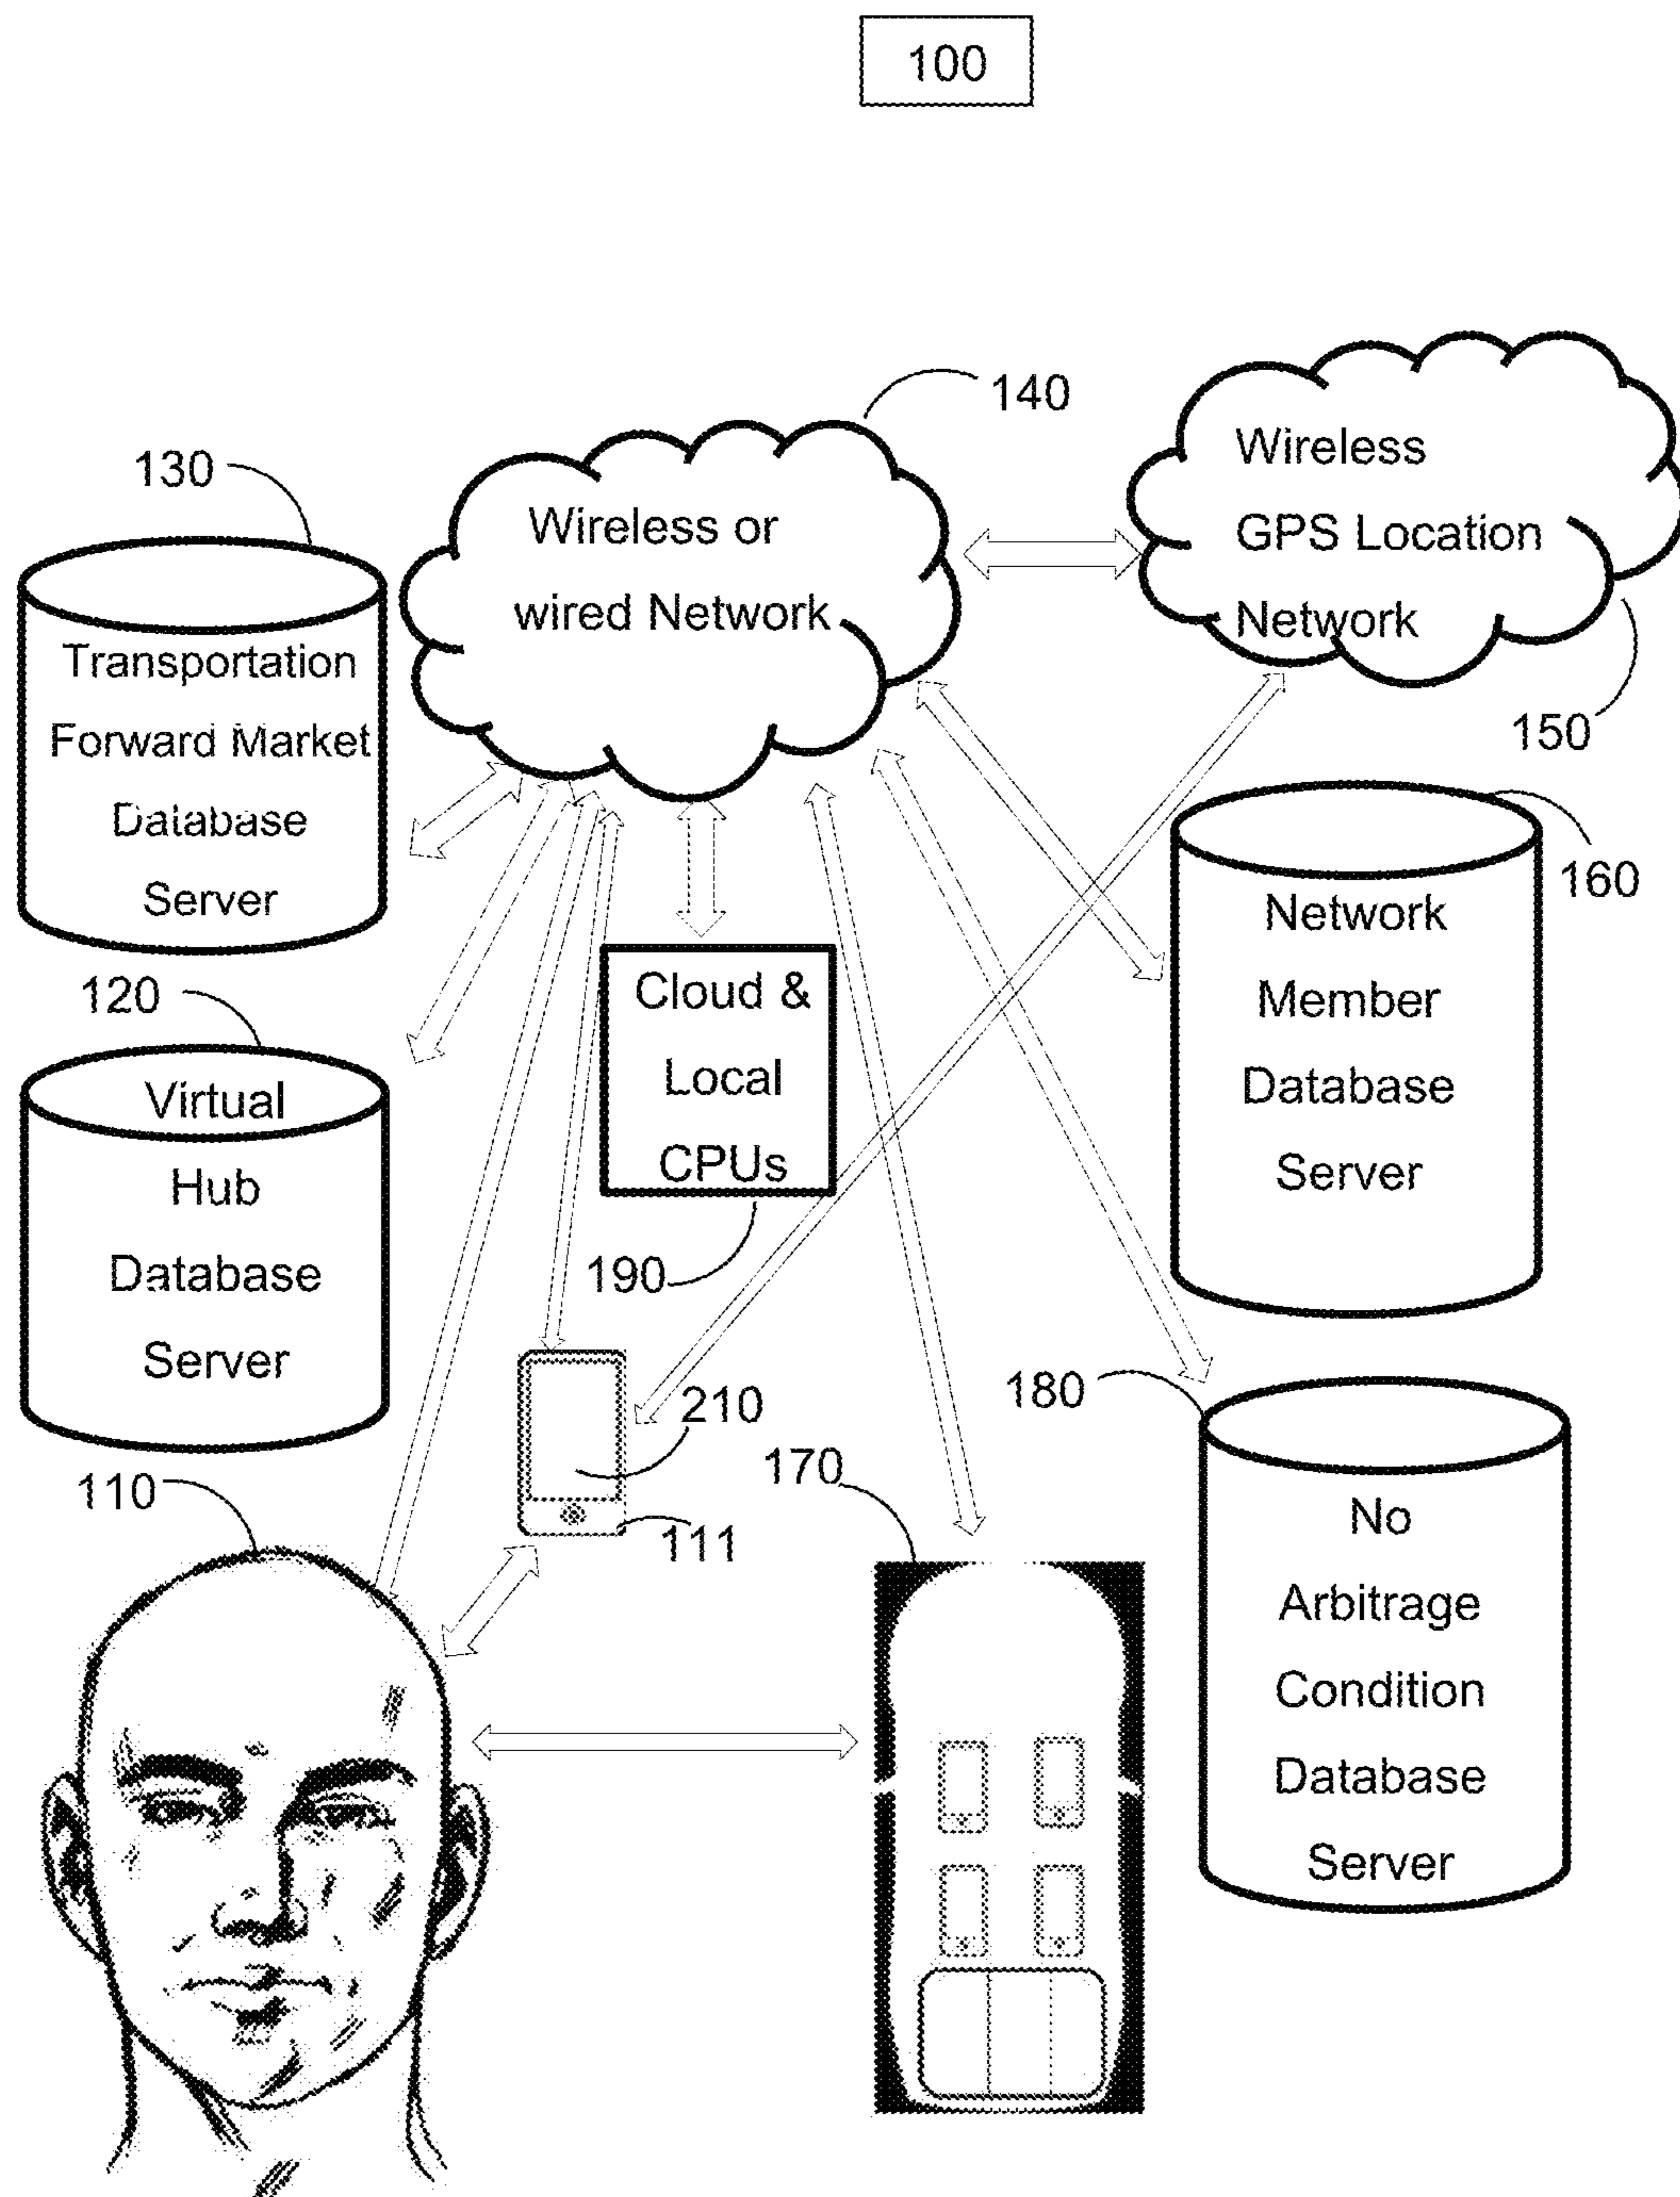 100
140
Wireless or
wired Network
Wireless
GPS Location
Network
150
130
Transportation
Forward Market
Database
Server
160
Network
Member
Database
Server
120
Virtual
Hub
Database
Server
Cloud &
Local
CPUs
190
210
111
180
No
Arbitrage
Condition
Database
Server
170
110